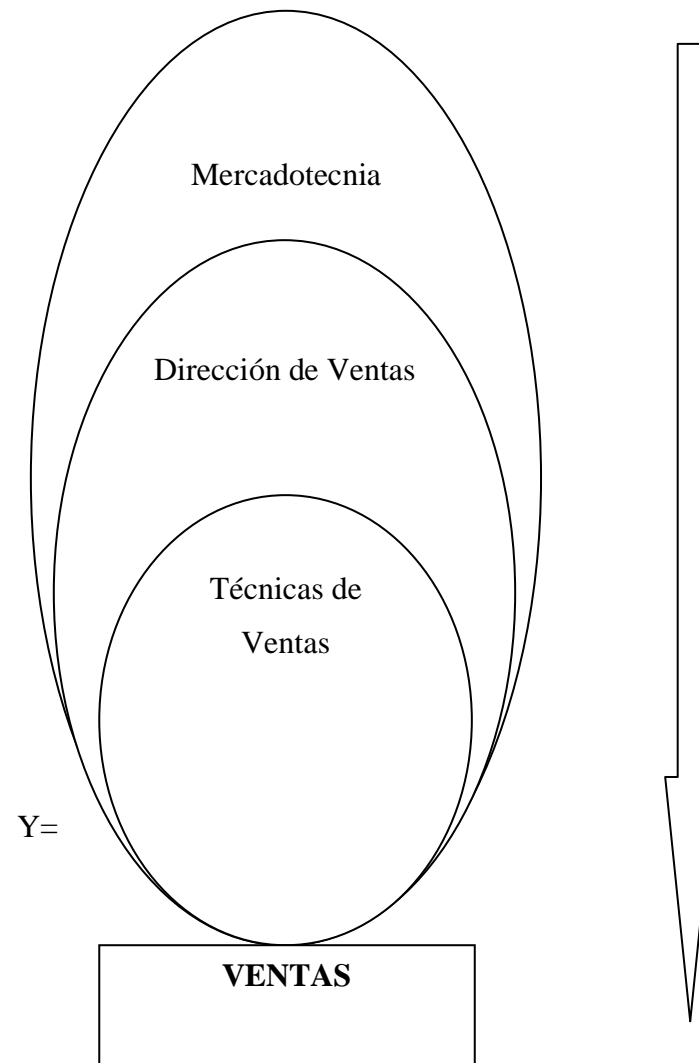 Mercadotecnia
Dirección de Ventas
Técnicas de
Ventas
Y=
VENTAS